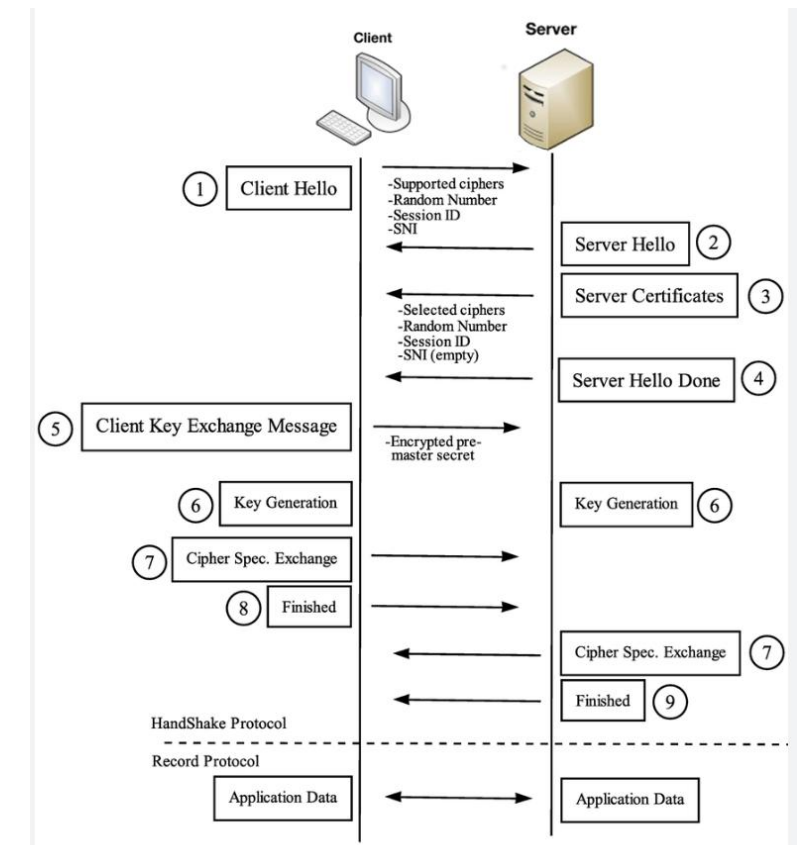 Client
Server
1
Client Hello
-Supported ciphers
-Random Number
-Session ID
-SNI
Server Hello
2
Server Certificates
3
-Selected ciphers
-Random Number
-Session ID
-SNI (empty)
Server Hello Done
4
5
Client Key Exchange Message
-Encrypted pre-
master secret
6
Key Generation
Key Generation
6
7
Cipher Spec. Exchange
8
Finished
Cipher Spec. Exchange
7
Finished
9
HandShake Protocol
Record Protocol
Application Data
Application Data